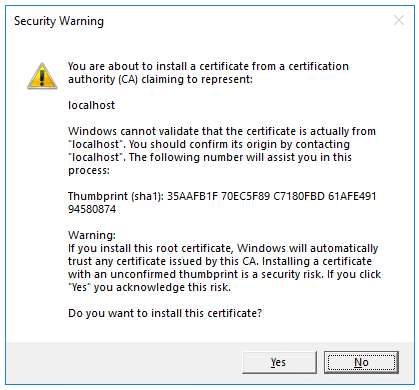 Security Warning
You are about to install a certificate from a certification
authority (CA) claiming to represent:
localhost
Windows cannot validate that the certificate is actually from
"localhost". You should confirm its origin by contacting
"localhost". The following number will assist you in this
process:
Thumbprint (sha1): 35AAFB1F 70EC5F89 C7180FBD 61AFE491
94580874
Warning:
If you install this root certificate, Windows will automatically
trust any certificate issued by this CA. Installing a certificate
with an unconfirmed thumbprint is a security risk. If you click
"Yes" you acknowledge this risk.
Do you want to install this certificate?
Yes No